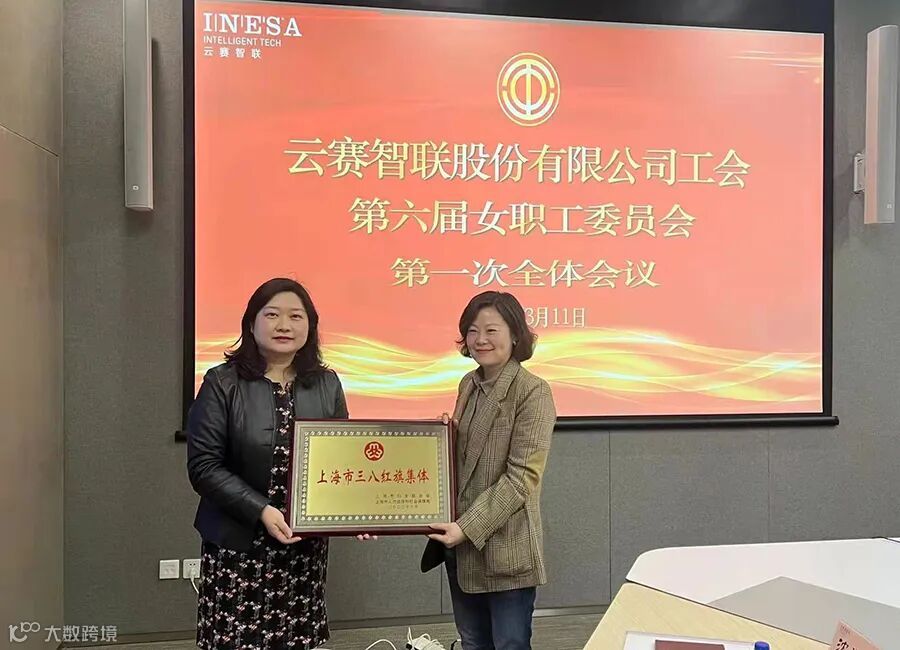 INESA
INTELLIGENT TECH
云赛智联
云赛智联股份有限公司工会
第六届女职工委员会
第一次全体会议
3月11日
上海市三八红旗集体
大数跨境